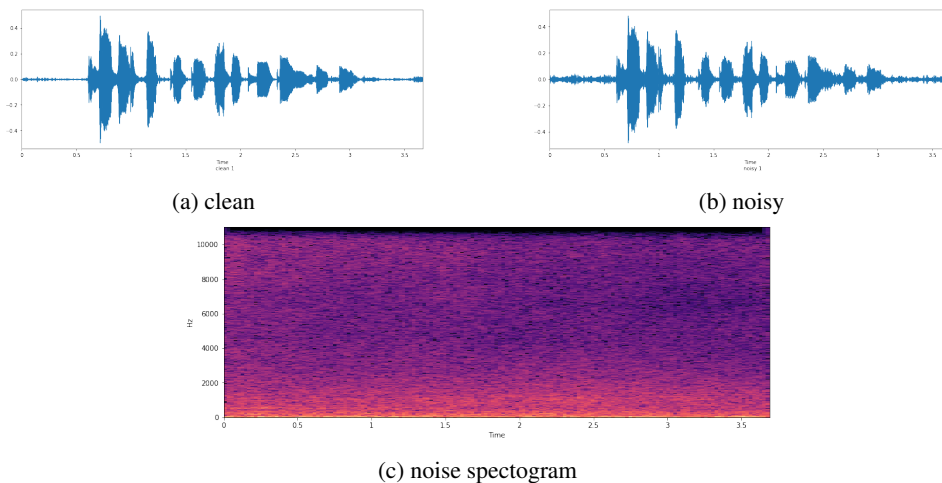 0.4
0.2
0.0
−0.2
−0.4
0 0.5 1 1.5 2 2.5 3 3.5
Time
clean 1
(a) clean
0.4
0.2
0.0
−0.2
−0.4
0 0.5 1 1.5 2 2.5 3 3.5
Time
noisy 1
(b) noisy
10000
8000
6000
4000
2000
0
Hz
0 0.5 1 1.5 2 2.5 3 3.5
Time
(c) noise spectogram